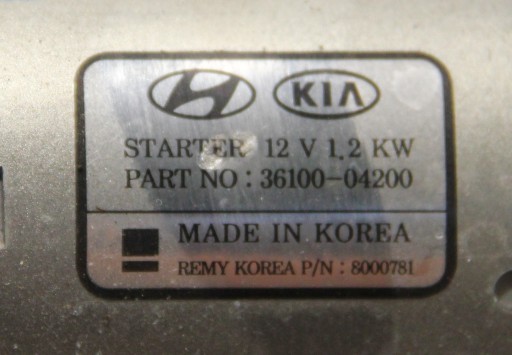 KIA
STARTER 12 V 1.2 KW
PART NO : 36100-04200
MADE IN KOREA
REMY KOREA P/N : 8000781